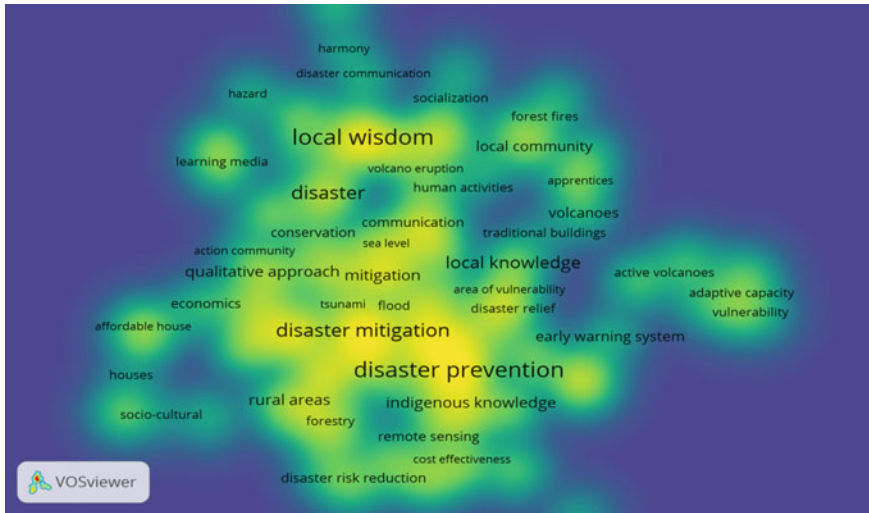 harmony
disaster communication
hazard
socialization
forest fires
local wisdom
local community
learning media
volcano eruption
apprentices
disaster
human activities
volcanoes
communication
conservation
traditional buildings
sea level
action community
local knowledge
qualitative approach
mitigation
active volcanoes
area of vulnerability
adaptive capacity
economics
tsunami
flood
disaster relief
vulnerability
affordable house
disaster mitigation
early warning system
disaster prevention
houses
rural areas
indigenous knowledge
socio-cultural
forestry
remote sensing
cost effectiveness
disaster risk reduction
VOSviewer